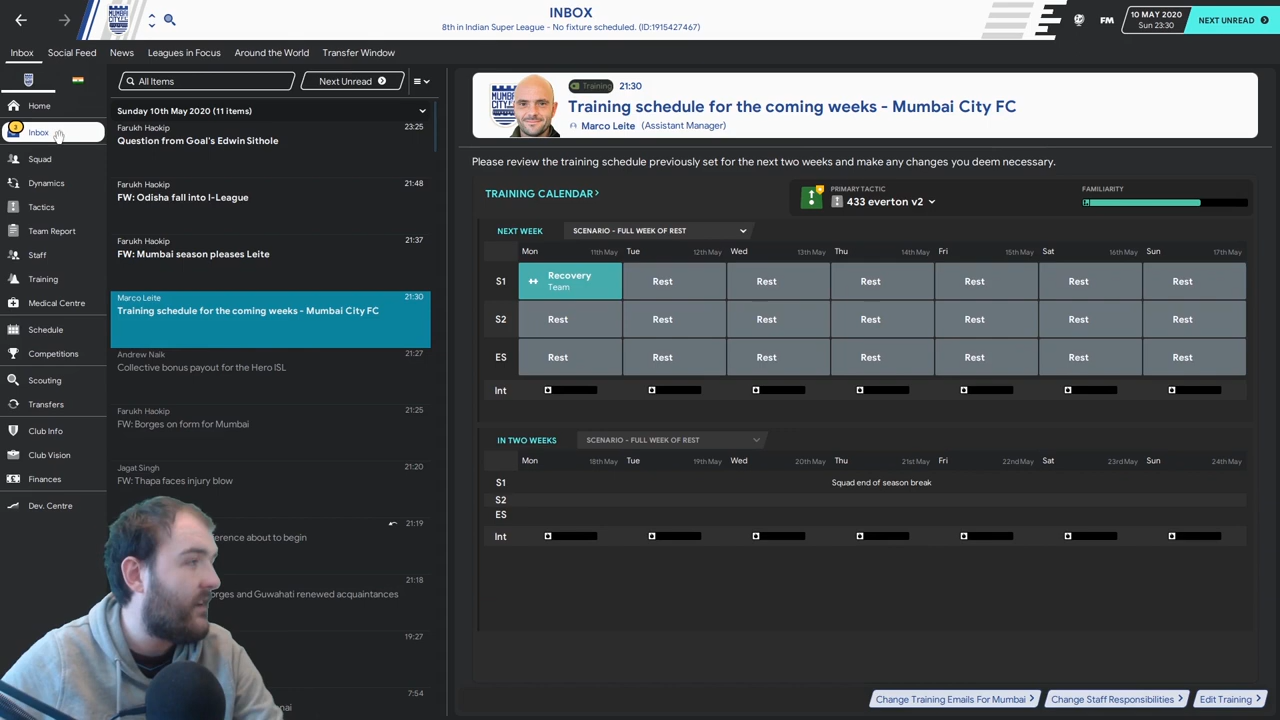 INBOX
8th in Indian Super League - No fixture scheduled. (ID:1915427467)
FM
10 MAY 2020
Sun 23:30
NEXT UNREAD
Inbox
Social Feed
News
Leagues in Focus
Around the World
Transfer Window
Home
Inbox
Squad
Dynamics
Tactics
Team Report
Staff
Training
Medical Centre
Schedule
Competitions
Scouting
Transfers
Club Info
Club Vision
Finances
Dev. Centre
All Items
Next Unread
Sunday 10th May 2020 (11 items)
Farukh Haokip 23:25
Question from Goal's Edwin Sithole
Farukh Haokip 21:48
FW: Odisha fall into I-League
Farukh Haokip 21:37
FW: Mumbai season pleases Leite
Marco Leite 21:30
Training schedule for the coming weeks - Mumbai City FC
Andrew Naik 21:27
Collective bonus payout for the Hero ISL
Farukh Haokip 21:25
FW: Borges on form for Mumbai
Jagat Singh 21:20
FW: Thapa faces injury blow
21:19
erence about to begin
21:18
orges and Guwahati renewed acquaintances
19:27
7:54
nai
MUMBAI
CITY FC
Training 21:30
Training schedule for the coming weeks - Mumbai City FC
Marco Leite (Assistant Manager)
Please review the training schedule previously set for the next two weeks and make any changes you deem necessary.
TRAINING CALENDAR
PRIMARY TACTIC
433 everton v2
FAMILIARITY
NEXT WEEK
SCENARIO - FULL WEEK OF REST
Mon 11th May Tue 12th May Wed 13th May Thu 14th May Fri 15th May Sat 16th May Sun 17th May
S1 Recovery Team Rest Rest Rest Rest Rest Rest
S2 Rest Rest Rest Rest Rest Rest Rest
ES Rest Rest Rest Rest Rest Rest Rest
Int
IN TWO WEEKS
SCENARIO - FULL WEEK OF REST
Mon 18th May Tue 19th May Wed 20th May Thu 21st May Fri 22nd May Sat 23rd May Sun 24th May
S1 Squad end of season break
S2
ES
Int
Change Training Emails For Mumbai
Change Staff Responsibilities
Edit Training